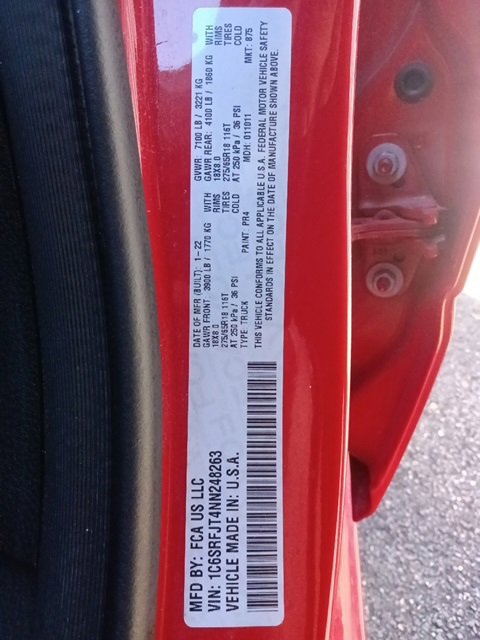 MFD BY: FCA US LLC
VIN: 1C6SRFJT4NN248263
VEHICLE MADE IN: U.S.A.
DATE OF MFR (BUILT): 1-22
GAWR FRONT 3900 LB / 1770 KG WITH
18X8.0 RIMS
275/65R18 116T TIRES
AT 250 kPa / 36 PSI COLD
TYPE: TRUCK PAINT: PR4
GVWR: 7100 LB / 3221 KG
GAWR REAR: 4100 LB / 1860 KG WITH
18X8.0 RIMS
275/65R18 116T TIRES
AT 250 kPa / 36 PSI COLD
MDH: 011011 MKT: B75
THIS VEHICLE CONFORMS TO ALL APPLICABLE U.S.A. FEDERAL MOTOR VEHICLE SAFETY
STANDARDS IN EFFECT ON THE DATE OF MANUFACTURE SHOWN ABOVE.